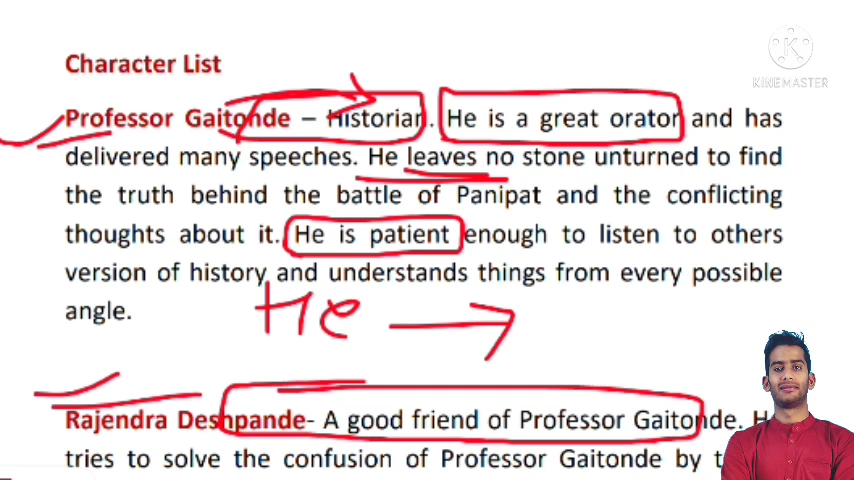 KINEMASTER
Character List
Professor Gaitonde – Historian. He is a great orator and has
delivered many speeches. He leaves no stone unturned to find
the truth behind the battle of Panipat and the conflicting
thoughts about it. He is patient enough to listen to others
version of history and understands things from every possible
angle.
He →
Rajendra Deshpande- A good friend of Professor Gaitonde.
tries to solve the confusion of Professor Gaitonde by